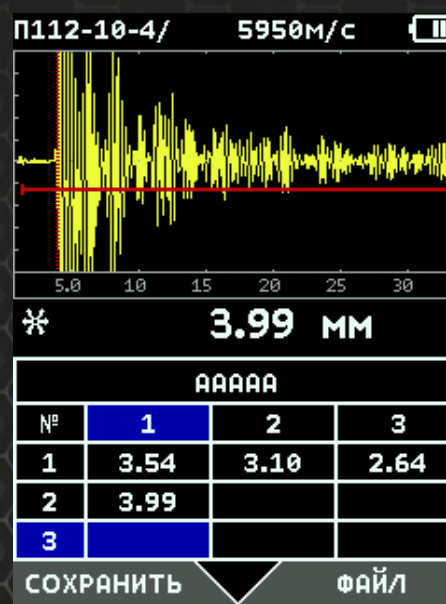 П112-10-4/ 5950м/с
5.0 10 15 20 25 30
3.99 мм
ААААА
№ 1 2 3
1 3.54 3.10 2.64
2 3.99
3
СОХРАНИТЬ ФАЙЛ